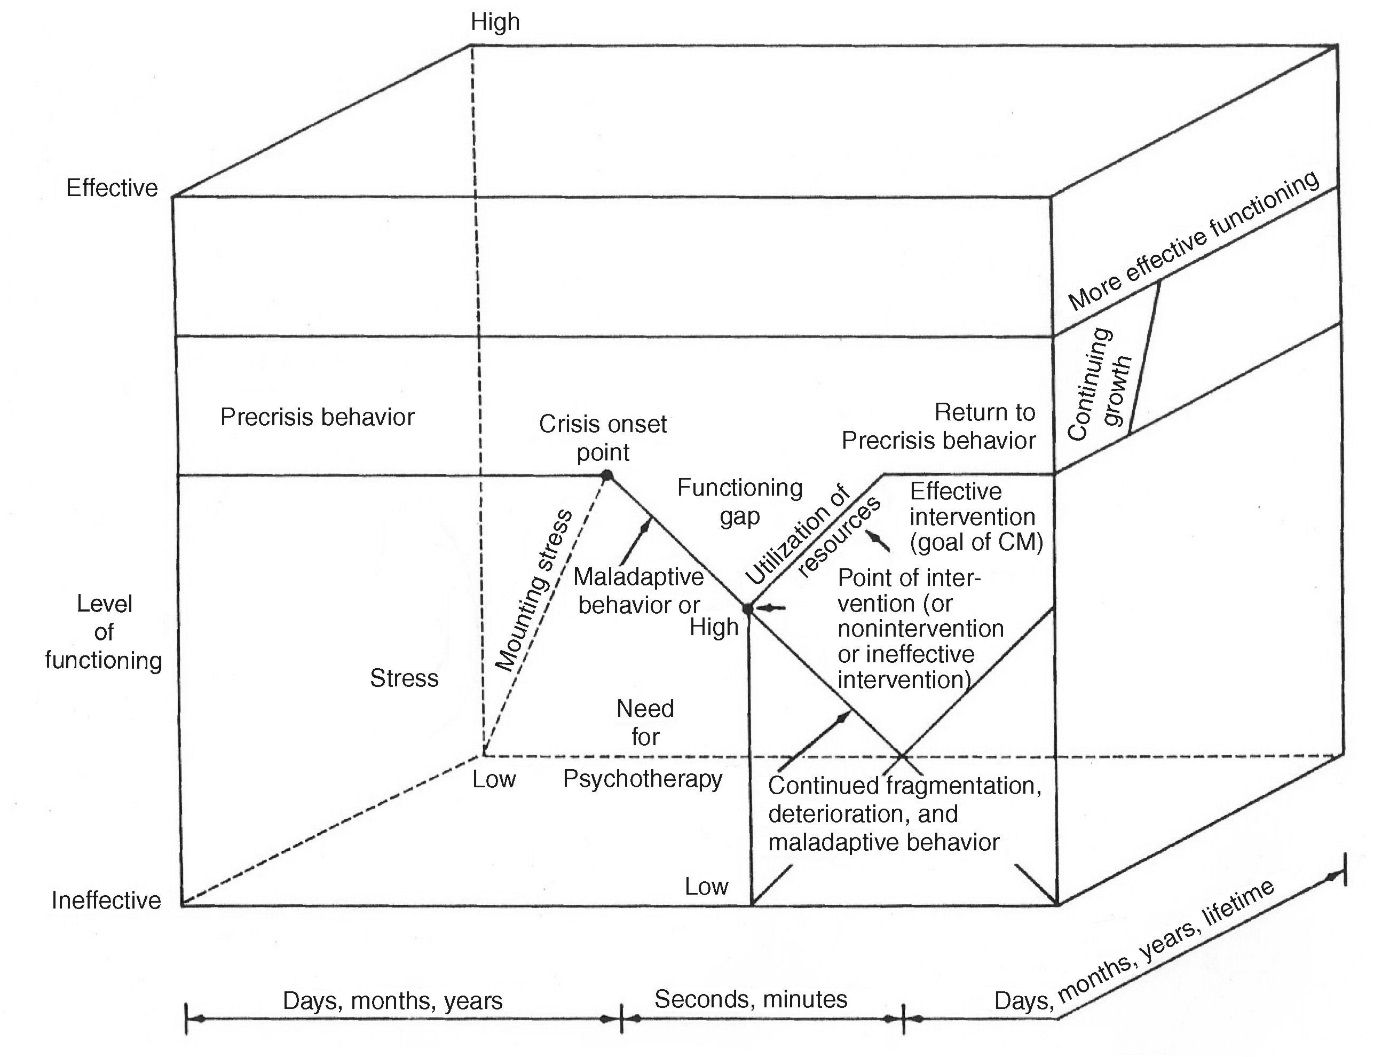 High
Effective
More effective functioning
Continuing
growth
Precrisis behavior
Return to
Precrisis behavior
Crisis onset
point
Functioning
gap
Utilization of
resources
Effective
intervention
(goal of CM)
Mounting stress
Maladaptive
behavior or
High
Point of inter-
vention (or
nonintervention
or ineffective
intervention)
Level
of
functioning
Stress
Need
for
Psychotherapy
Low
Continued fragmentation,
deterioration, and
maladaptive behavior
Low
Ineffective
Days, months, years
Seconds, minutes
Days, months, years, lifetime